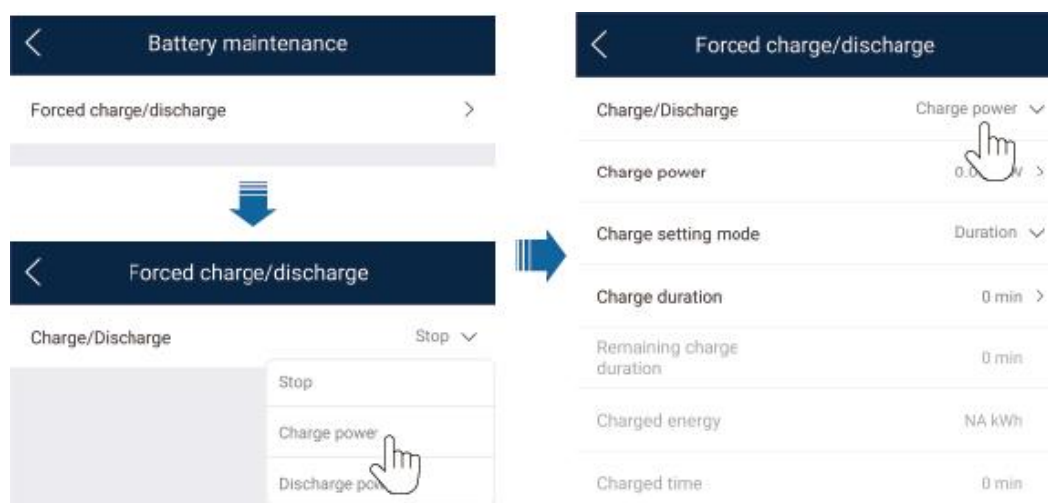 Battery maintenance
Forced charge/discharge
Forced charge/discharge
Charge/Discharge
Stop
Stop
Charge power
Discharge
Forced charge/discharge
Charge/Discharge
Charge power
Charge power
Charge setting mode
Duration
Charge duration
0 min
Remaining charge
duration
0 min
Charged energy
NA kWh
Charged time
0 min